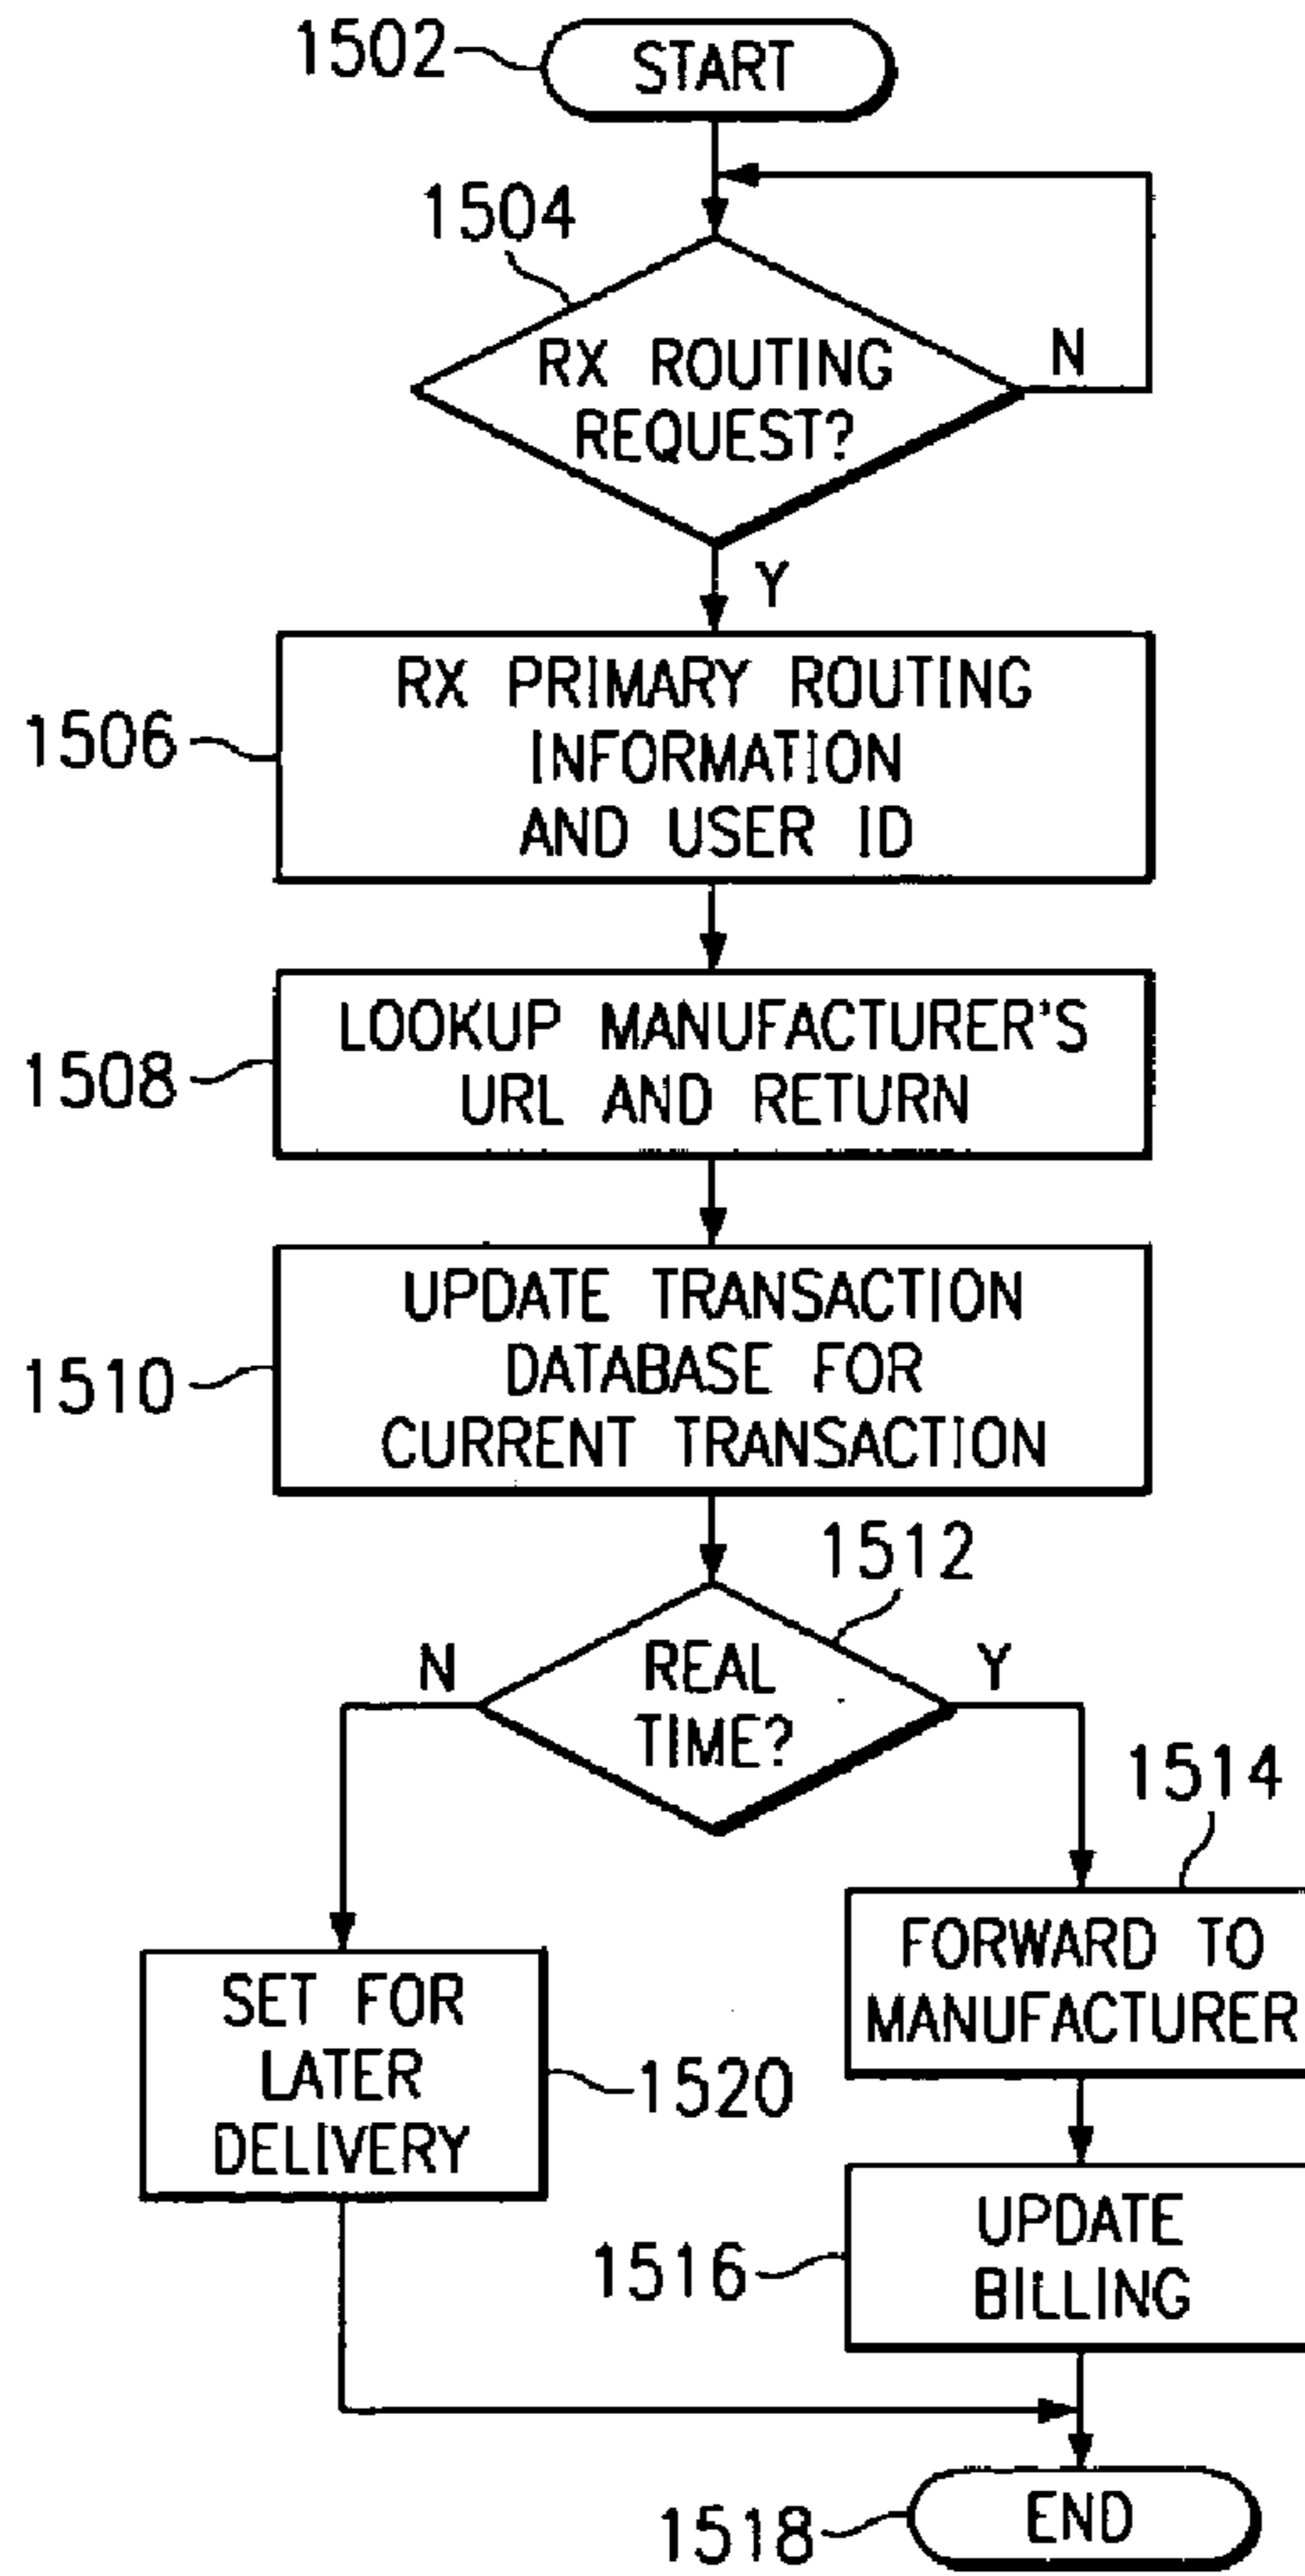 1502
START
1504
RX ROUTING
REQUEST?
N
Y
1506
RX PRIMARY ROUTING
INFORMATION
AND USER ID
1508
LOOKUP MANUFACTURER'S
URL AND RETURN
1510
UPDATE TRANSACTION
DATABASE FOR
CURRENT TRANSACTION
1512
N
REAL
TIME?
Y
1514
FORWARD TO
MANUFACTURER
SET FOR
LATER
DELIVERY
1520
1516
UPDATE
BILLING
1518
END